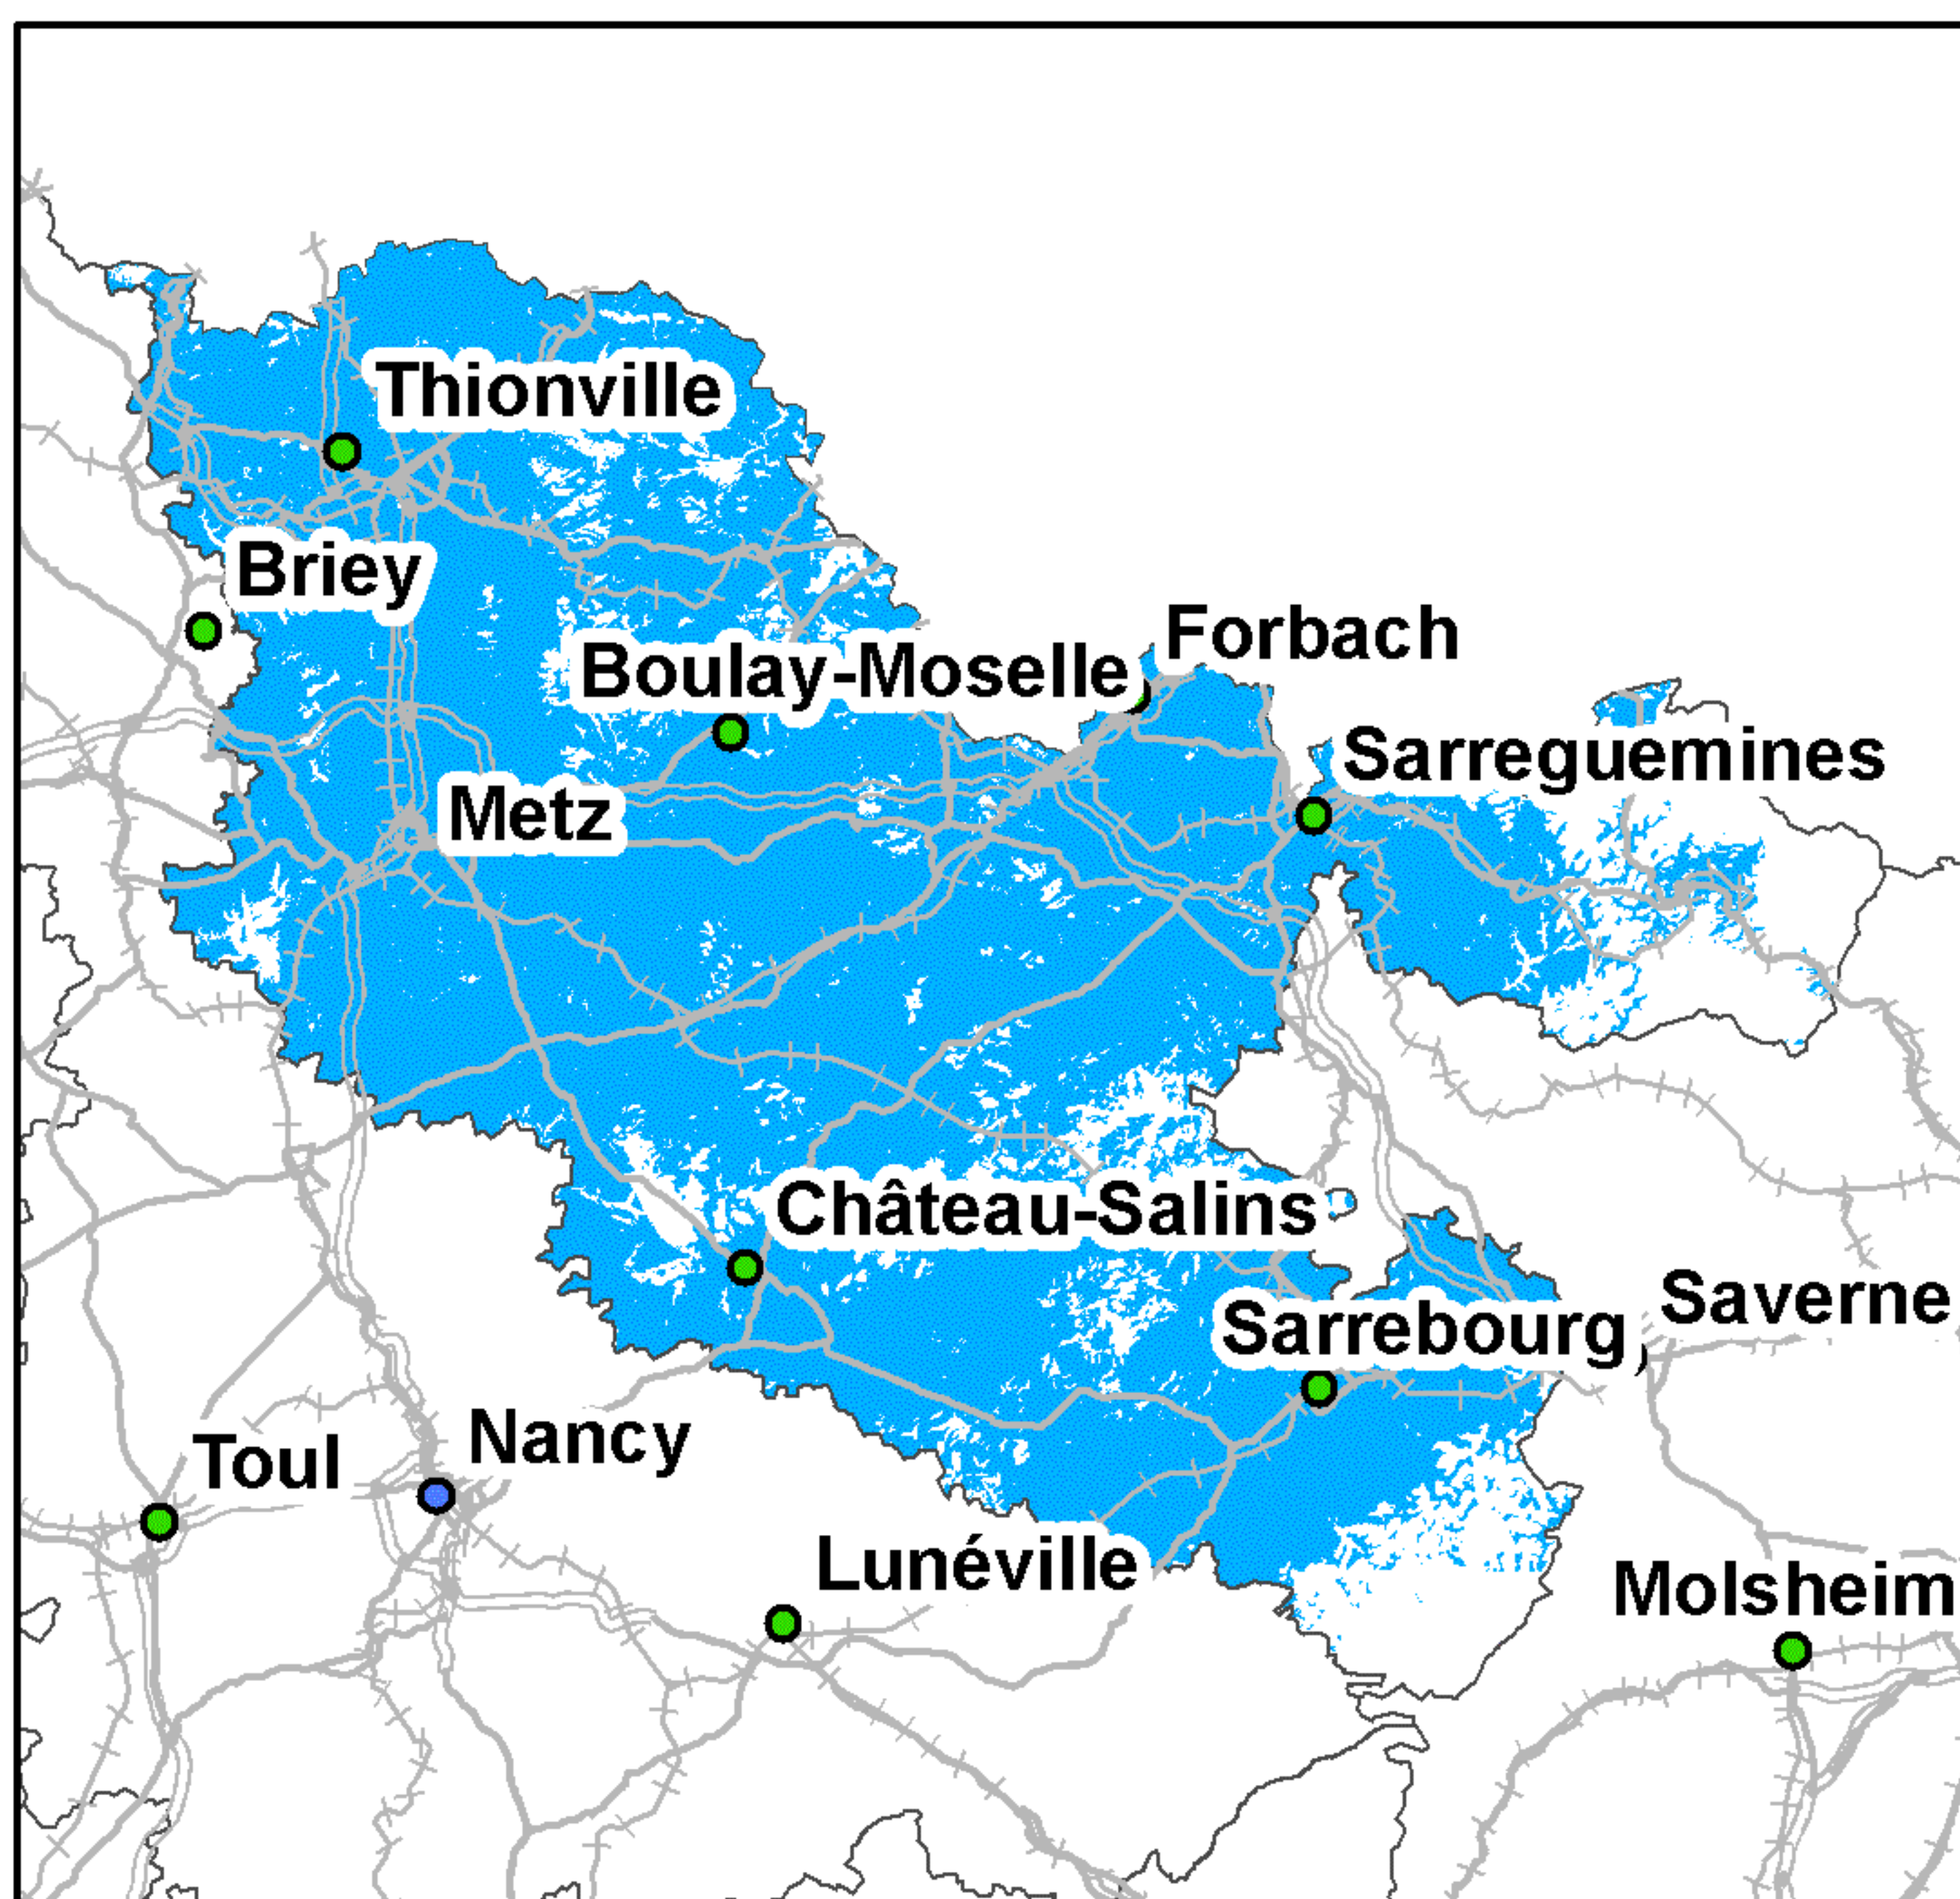 Thionville
Briey
Forbach
Boulay-Moselle
Sarreguemines
Metz
Château-Salins
Saverne
Sarrebourg
Nancy
Toul
Lunéville
Molsheim